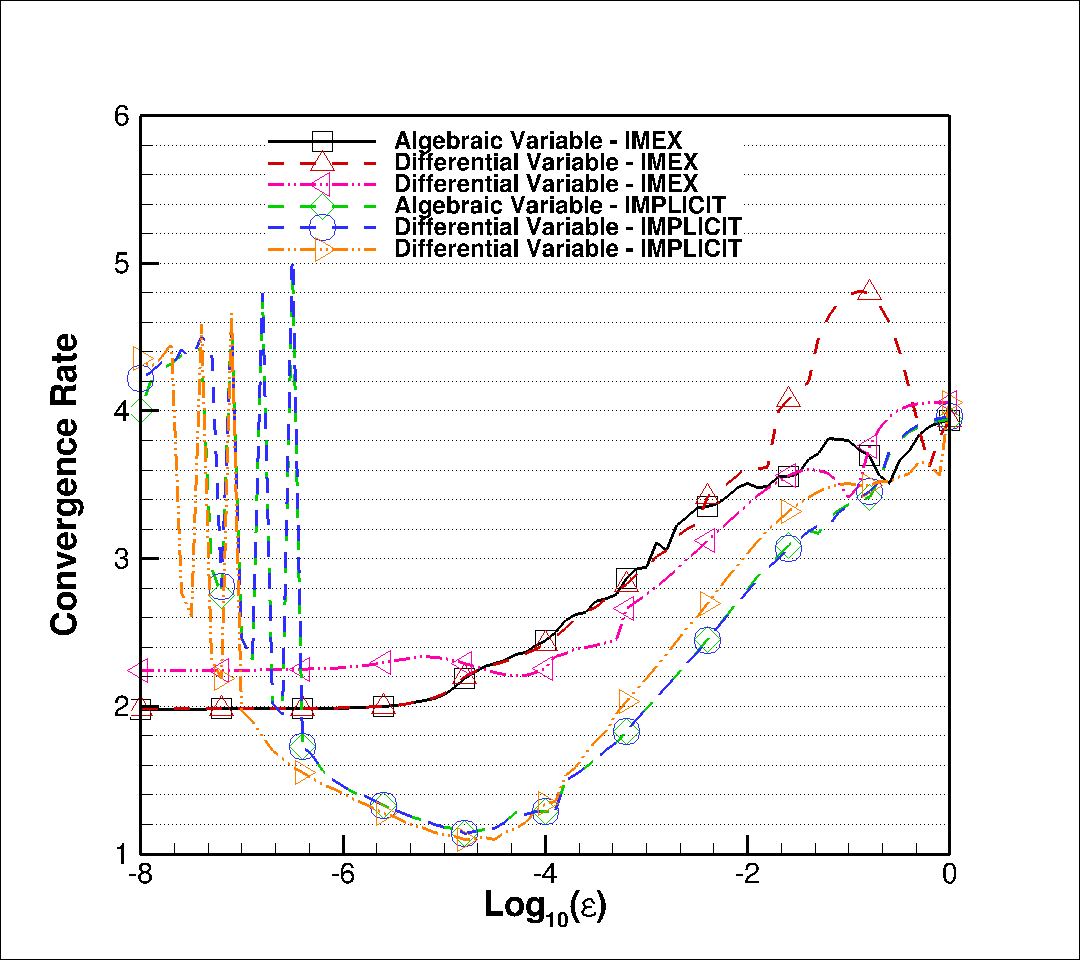 6
Algebraic Variable - IMEX
Differential Variable - IMEX
Differential Variable - IMEX
Algebraic Variable - IMPLICIT
Differential Variable - IMPLICIT
Differential Variable - IMPLICIT
5
4
3
2
1
Convergence Rate
-8 -6 -4 -2 0
Log10(ε)